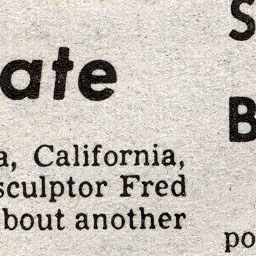 ate
a, California,
sculptor Fred
bout another
S
B
po